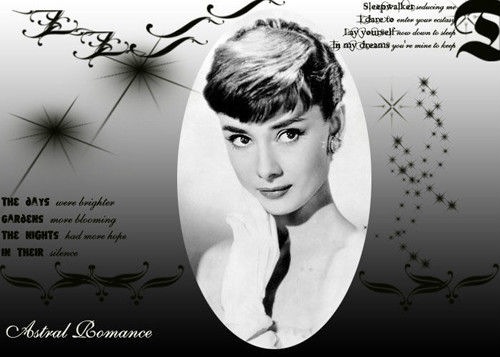 Sleepwalker seducing me
I dare to enter your ecstasy
Lay yourself now down to sleep
In my dreams you're mine to keep
THE DAYS were brighter
GARDENS more blooming
THE NIGHTS had more hope
IN THEIR silence
Astral Romance